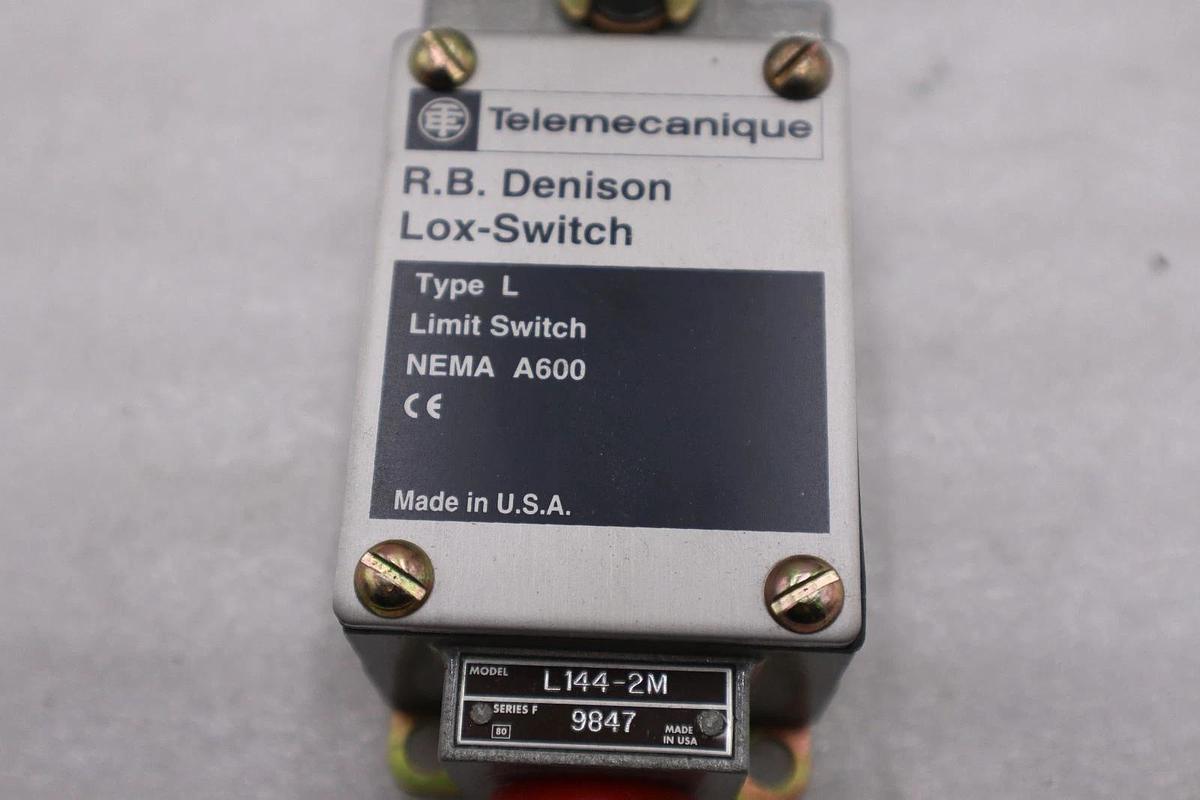 TE Telemecanique
R.B. Denison
Lox-Switch
Type L
Limit Switch
NEMA A600
CE
Made in U.S.A.
MODEL L144-2M
SERIES F 9847
80
MADE
IN USA